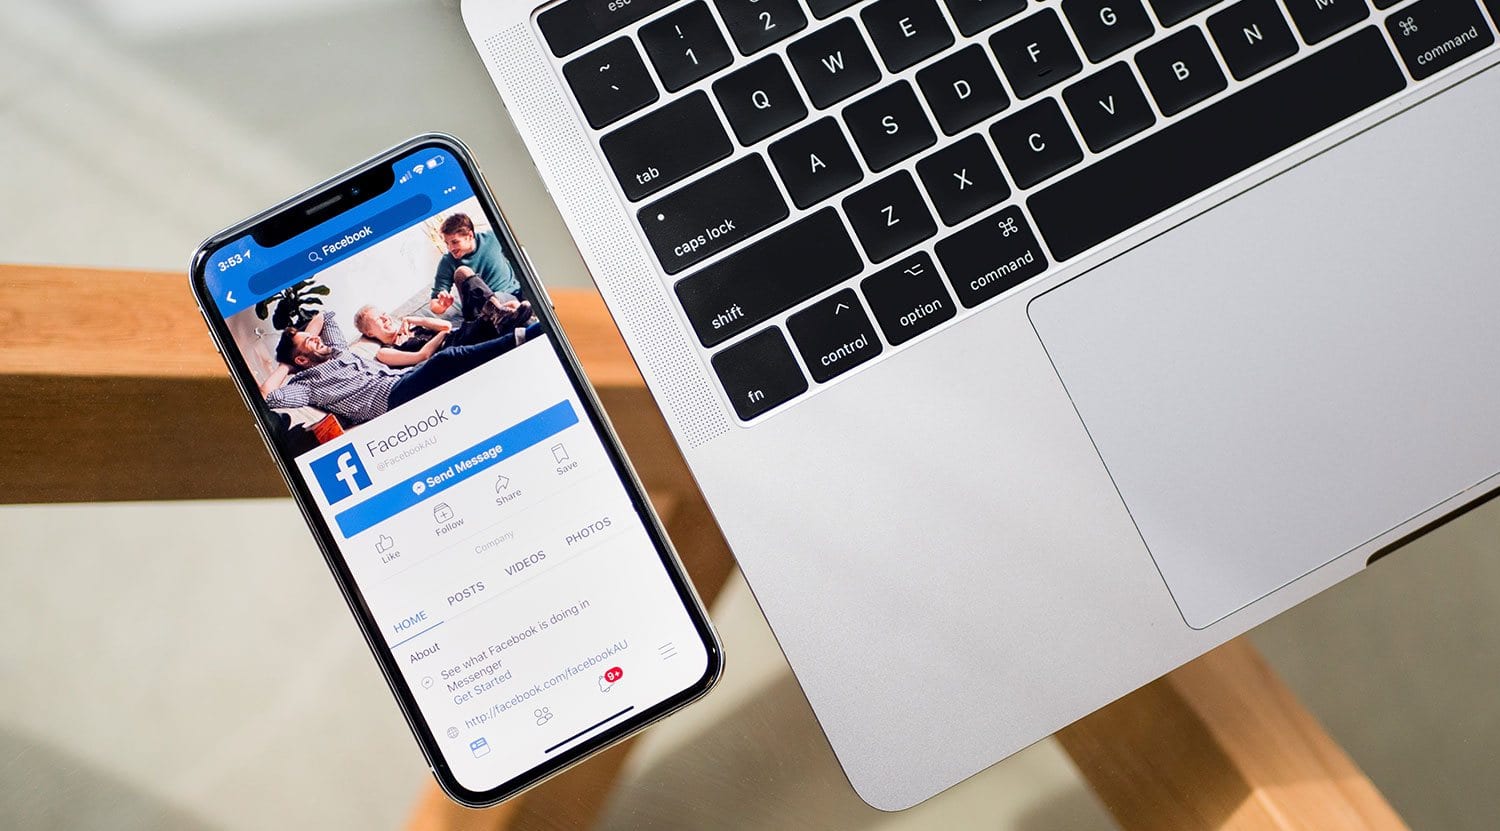 3:53
Facebook
Facebook
@FacebookAU
f
Send Message
Like
Follow
Share
Save
Company
HOME
POSTS
VIDEOS
PHOTOS
About
See what Facebook is doing in
Messenger
Get Started
http://facebook.com/facebookAU
9+
esc
~
`
!
1
2
tab
Q
W
E
caps lock
A
S
D
F
G
shift
Z
X
C
V
B
N
M
fn
control
option
command
command